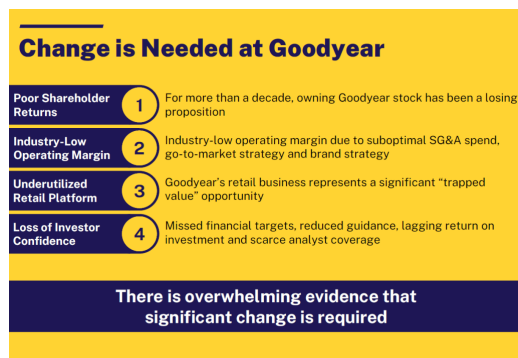 Change is Needed at Goodyear
Poor Shareholder
Returns
1
For more than a decade, owning Goodyear stock has been a losing
proposition
Industry-Low
Operating Margin
2
Industry-low operating margin due to suboptimal SG&A spend,
go-to-market strategy and brand strategy
Underutilized
Retail Platform
3
Goodyear’s retail business represents a significant “trapped
value” opportunity
Loss of Investor
Confidence
4
Missed financial targets, reduced guidance, lagging return on
investment and scarce analyst coverage
There is overwhelming evidence that
significant change is required